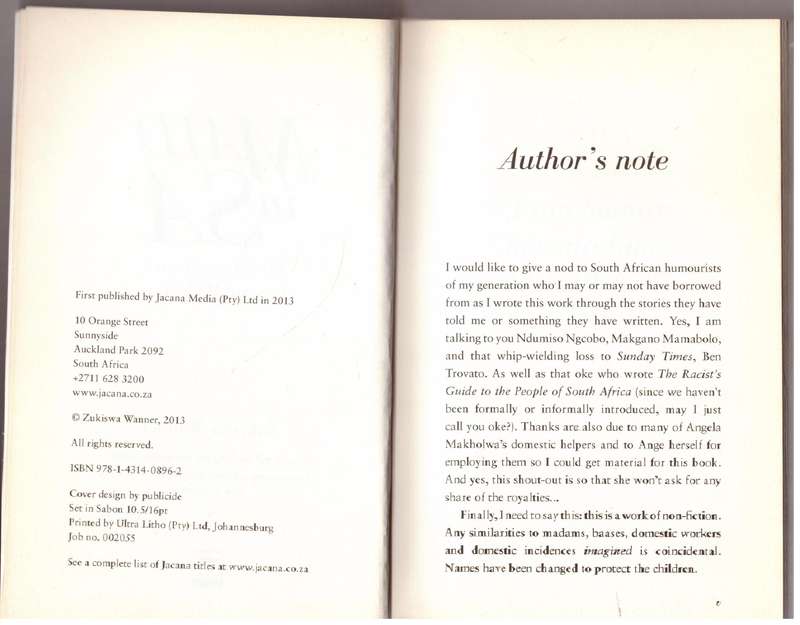 First published by Jacana Media (Pty) Ltd in 2013
10 Orange Street
Sunnyside
Auckland Park 2092
South Africa
+2711 628 3200
www.jacana.co.za
© Zukiswa Wanner, 2013
All rights reserved.
ISBN 978-1-4314-0896-2
Cover design by publicide
Set in Sabon 10.5/16pt
Printed by Ultra Litho (Pty) Ltd, Johannesburg
Job no. 002055
See a complete list of Jacana titles at www.jacana.co.za
Author's note
I would like to give a nod to South African humourists
of my generation who I may or may not have borrowed
from as I wrote this work through the stories they have
told me or something they have written. Yes, I am
talking to you Ndumiso Ngcobo, Makgano Mamabolo,
and that whip-wielding loss to Sunday Times, Ben
Trovato. As well as that oke who wrote The Racist's
Guide to the People of South Africa (since we haven't
been formally or informally introduced, may I just
call you oke?). Thanks are also due to many of Angela
Makholwa's domestic helpers and to Ange herself for
employing them so I could get material for this book.
And yes, this shout-out is so that she won't ask for any
share of the royalties...
Finally, I need to say this: this is a work of non-fiction.
Any similarities to madams, baases, domestic workers
and domestic incidences imagined is coincidental.
Names have been changed to protect the children.
v